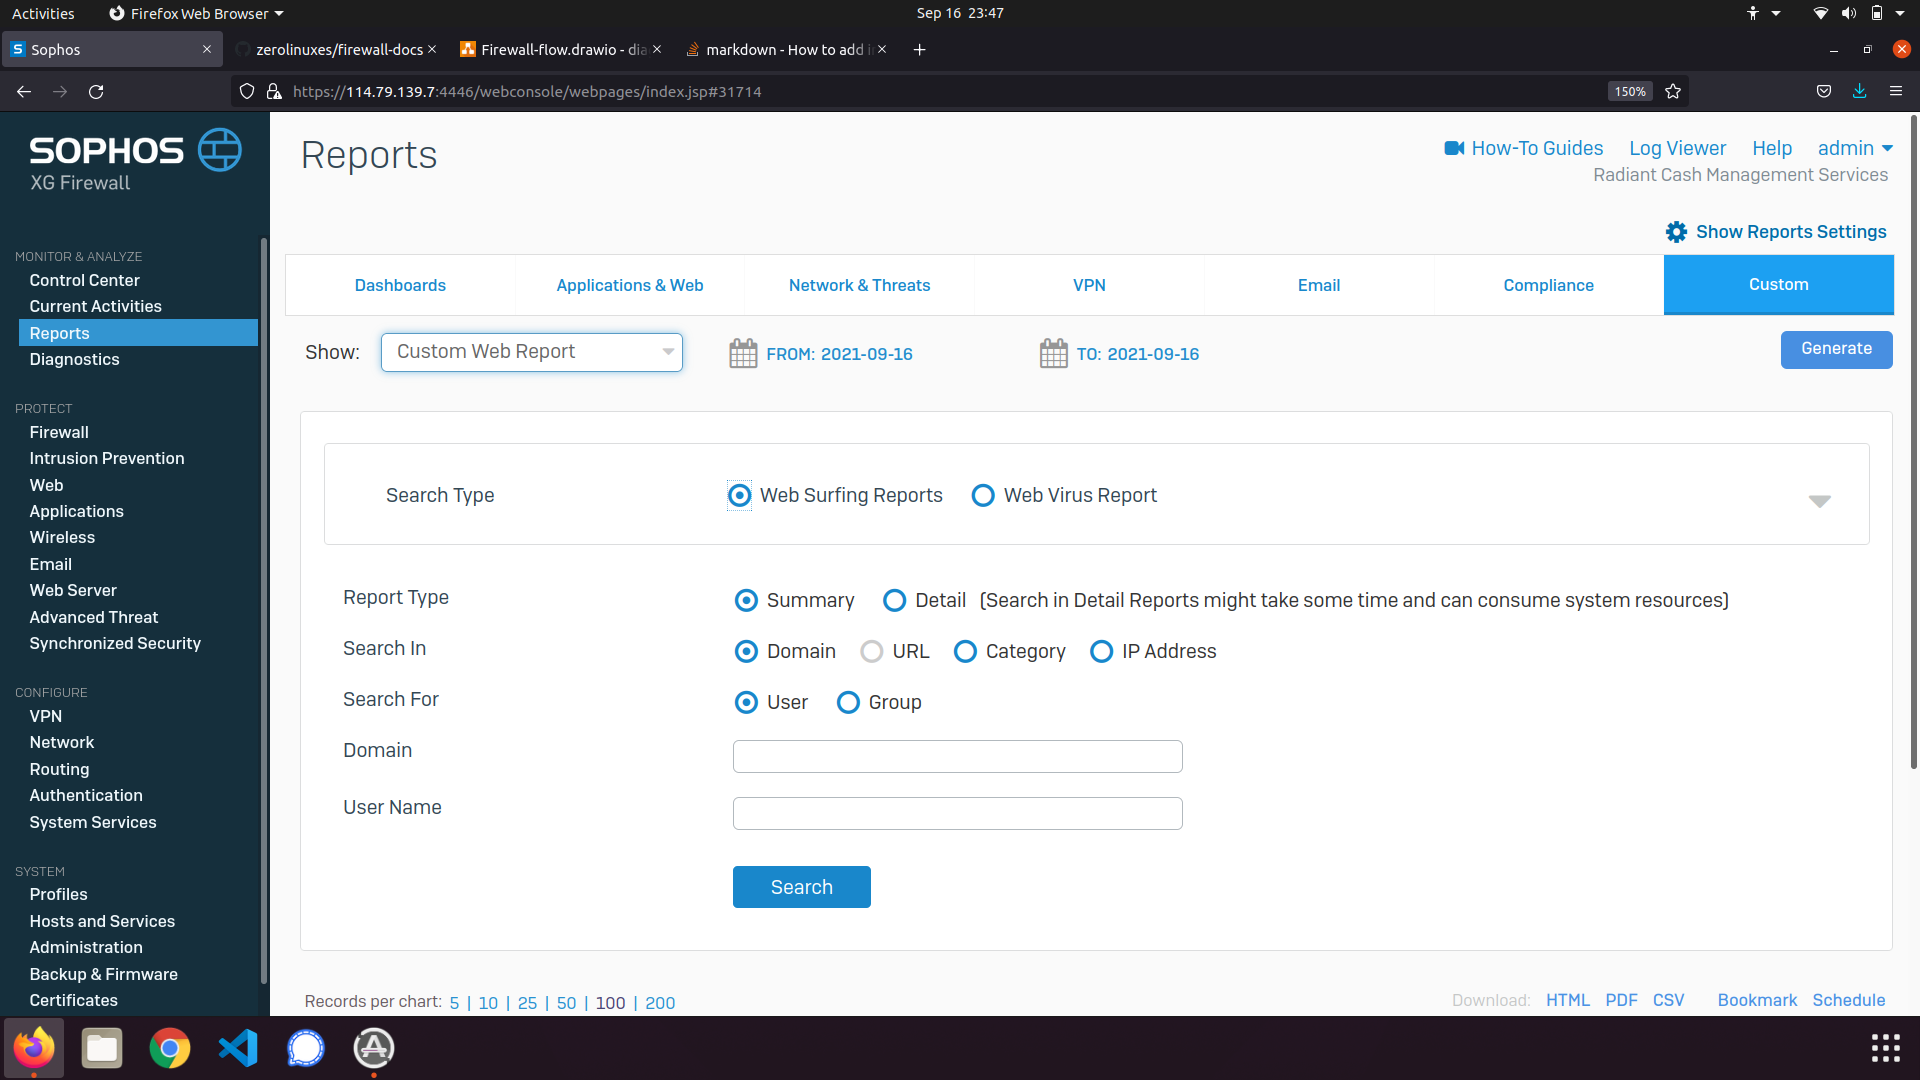 Activities
Firefox Web Browser
Sep 16 23:47
Sophos
zerolinuxes/firewall-docs
Firewall-flow.drawio - dia
markdown - How to add i
https://114.79.139.7:4446/webconsole/webpages/index.jsp#31714
150%
SOPHOS
XG Firewall
Reports
How-To Guides
Log Viewer
Help
admin
Radiant Cash Management Services
Show Reports Settings
MONITOR & ANALYZE
Control Center
Current Activities
Reports
Diagnostics
PROTECT
Firewall
Intrusion Prevention
Web
Applications
Wireless
Email
Web Server
Advanced Threat
Synchronized Security
CONFIGURE
VPN
Network
Routing
Authentication
System Services
SYSTEM
Profiles
Hosts and Services
Administration
Backup & Firmware
Certificates
Dashboards
Applications & Web
Network & Threats
VPN
Email
Compliance
Custom
Show:
Custom Web Report
FROM: 2021-09-16
TO: 2021-09-16
Generate
Search Type
Web Surfing Reports
Web Virus Report
Report Type
Summary
Detail (Search in Detail Reports might take some time and can consume system resources)
Search In
Domain
URL
Category
IP Address
Search For
User
Group
Domain
User Name
Search
Records per chart: 5 | 10 | 25 | 50 | 100 | 200
Download: HTML PDF CSV Bookmark Schedule